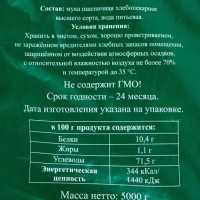 Состав: мука пшеничная хлебопекарная
высшего сорта, вода питьевая.
Условия хранения:
Хранить в чистом, сухом, хорошо проветриваемом,
не заражённом вредителями хлебных запасов помещении,
защищённом от воздействия атмосферных осадков,
с относительной влажностью воздуха не более 70%
и температурой до 35 °С.
Не содержит ГМО!
Срок годности – 24 месяца.
Дата изготовления указана на упаковке.
в 100 г продукта содержится:
Белки 10,4 г
Жиры 1,1 г
Углеводы 71,5 г
Энергетическая ценность 344 кКал/
1440 кДж
Масса нетто: 5000 г